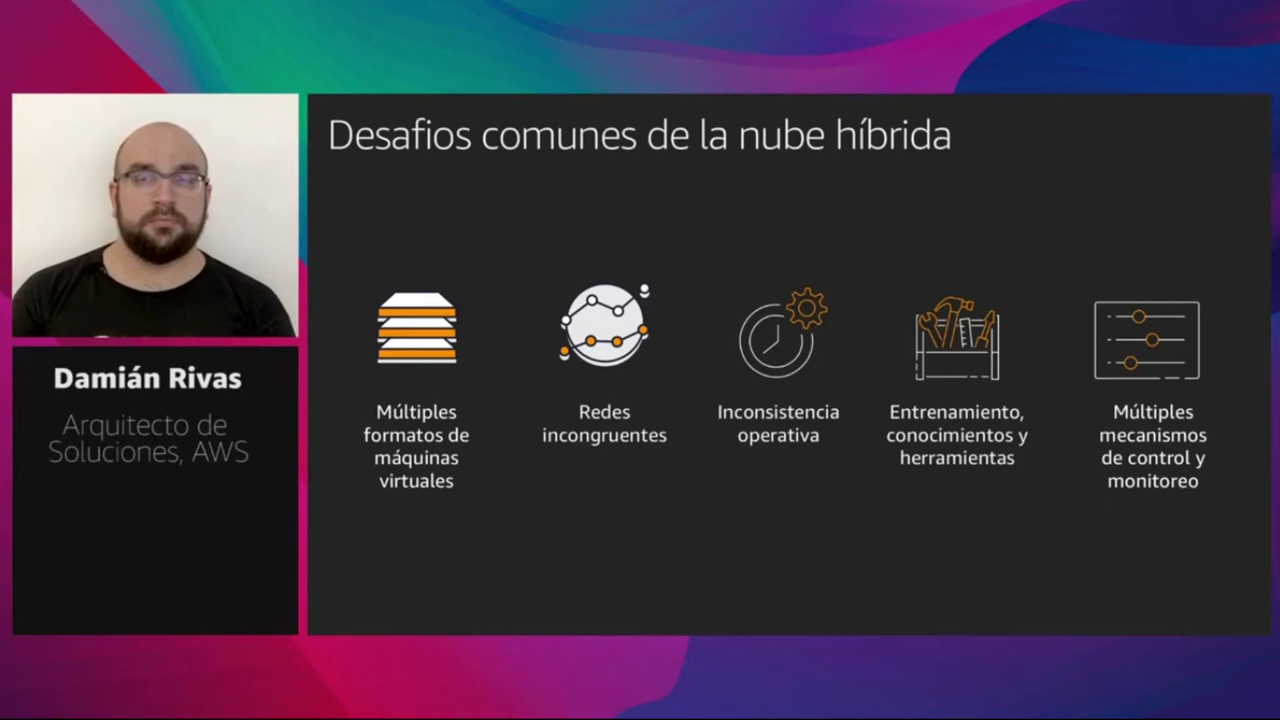 Desafios comunes de la nube híbrida
Damián Rivas
Arquitecto de
Soluciones, AWS
Múltiples
formatos de
máquinas
virtuales
Redes
incongruentes
Inconsistencia
operativa
Entrenamiento,
conocimientos y
herramientas
Múltiples
mecanismos
de control y
monitoreo